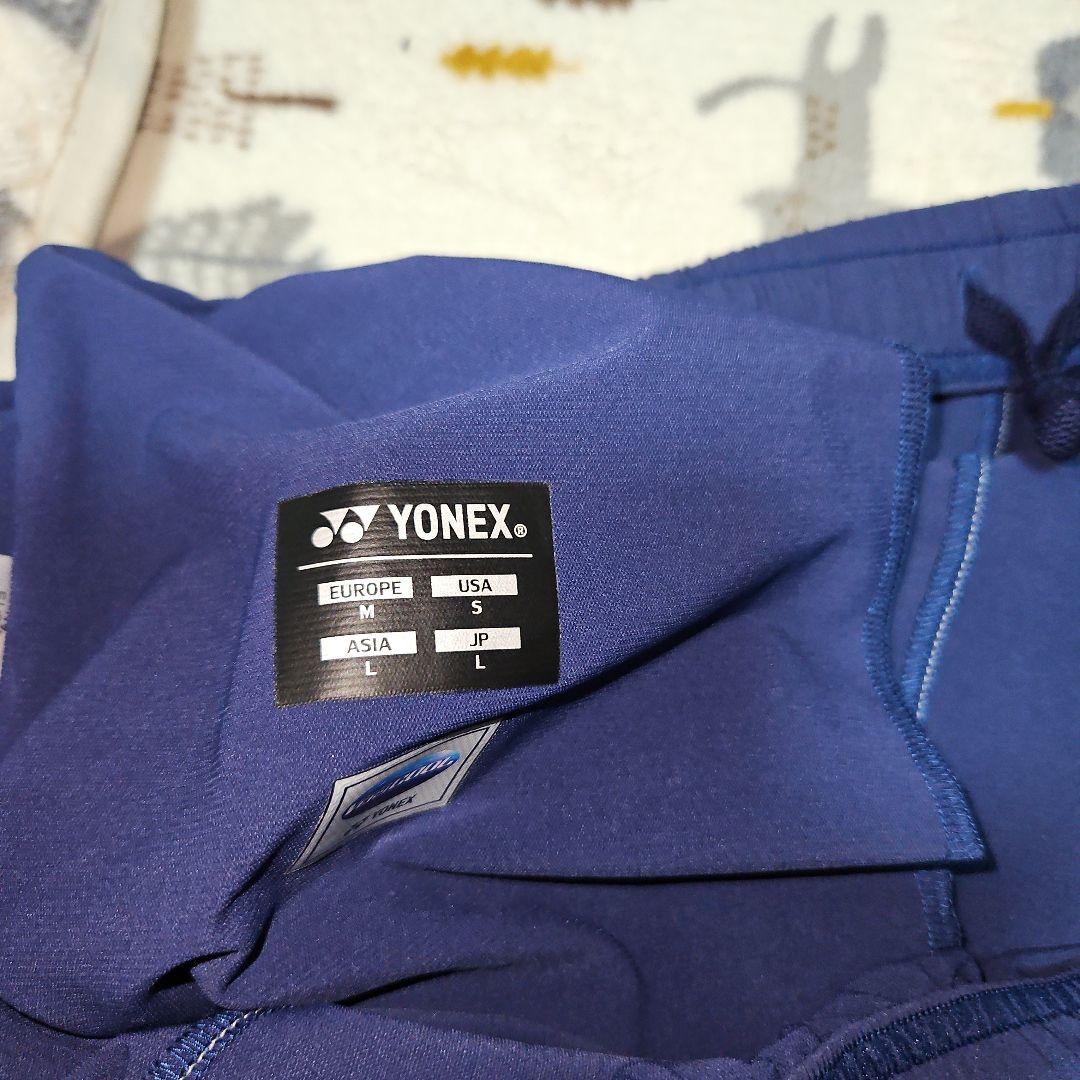 YONEX®
EUROPE USA
M S
ASIA JP
L L
YONEX